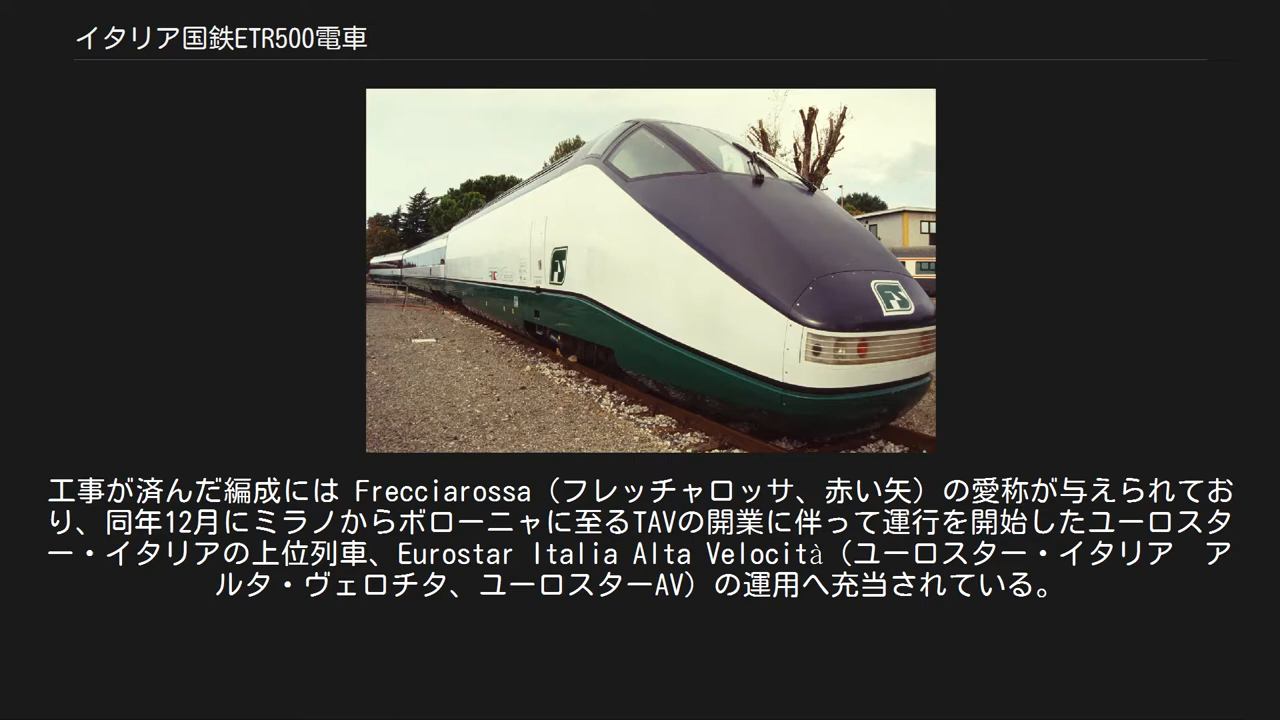 イタリア国鉄ETR500電車
FS
FS
工事が済んだ編成には Frecciarossa（フレッチャロッサ、赤い矢）の愛称が与えられてお
り、同年12月にミラノからボローニャに至るTAVの開業に伴って運行を開始したユーロスタ
ー・イタリアの上位列車、Eurostar Italia Alta Velocità（ユーロスター・イタリア　ア
ルタ・ヴェロチタ、ユーロスターAV）の運用へ充当されている。